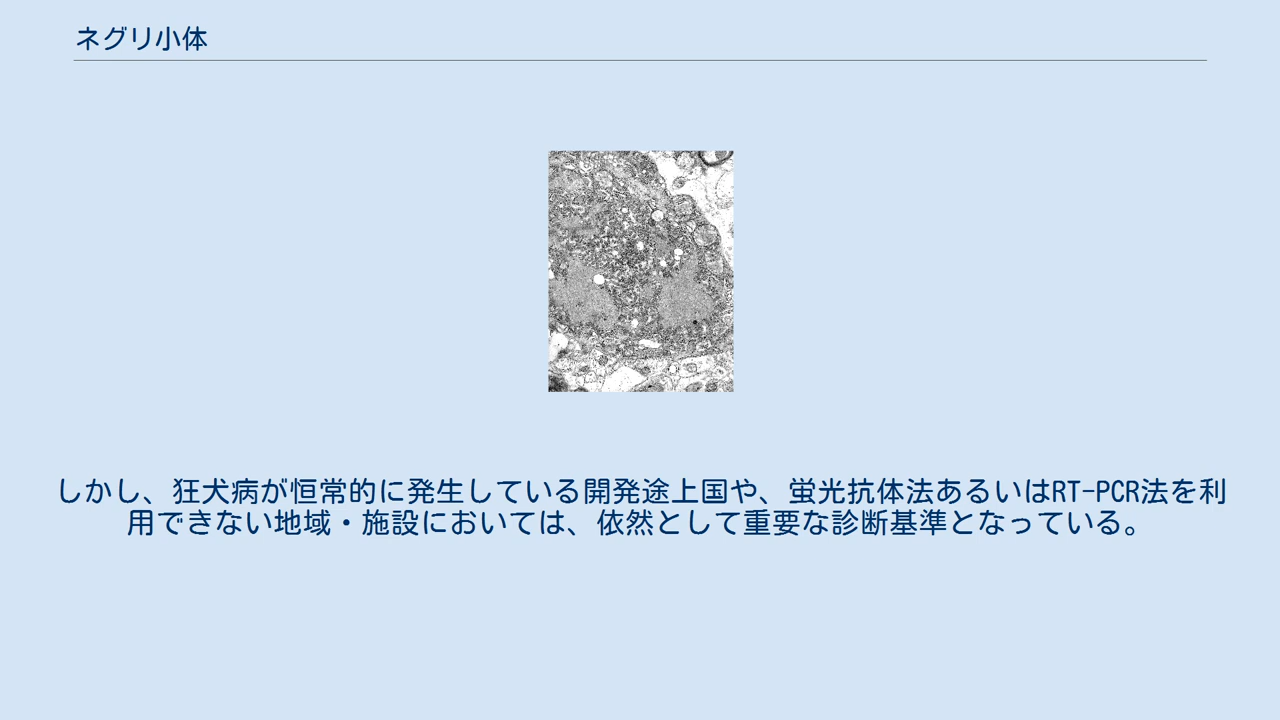 ネグリ小体
しかし、狂犬病が恒常的に発生している開発途上国や、蛍光抗体法あるいはRT-PCR法を利
用できない地域・施設においては、依然として重要な診断基準となっている。